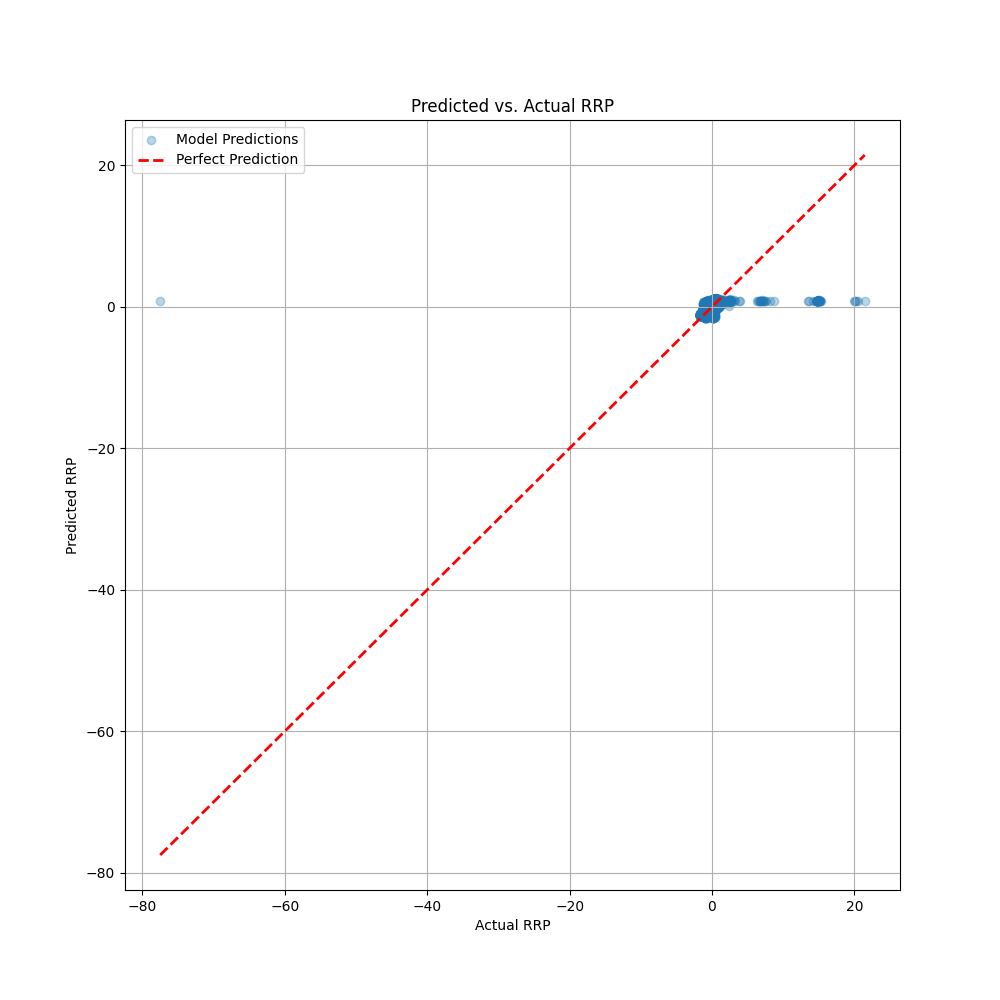 Predicted vs. Actual RRP
Model Predictions
Perfect Prediction
20
0
−20
−40
−60
−80
Predicted RRP
−80
−60
−40
−20
0
20
Actual RRP